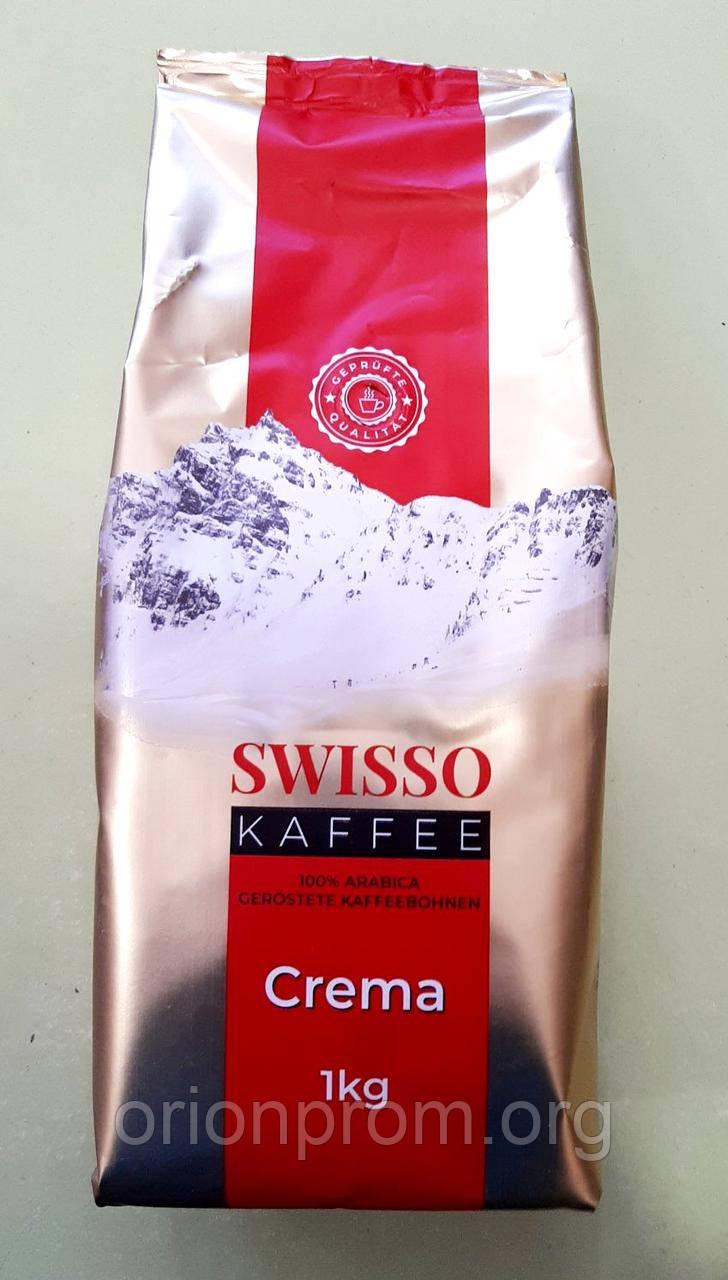 GEPRÜFTE
QUALITÄT
SWISSO
KAFFEE
100% ARABICA
GERÖSTETE KAFFEEBOHNEN
Crema
1kg
orionprom.org